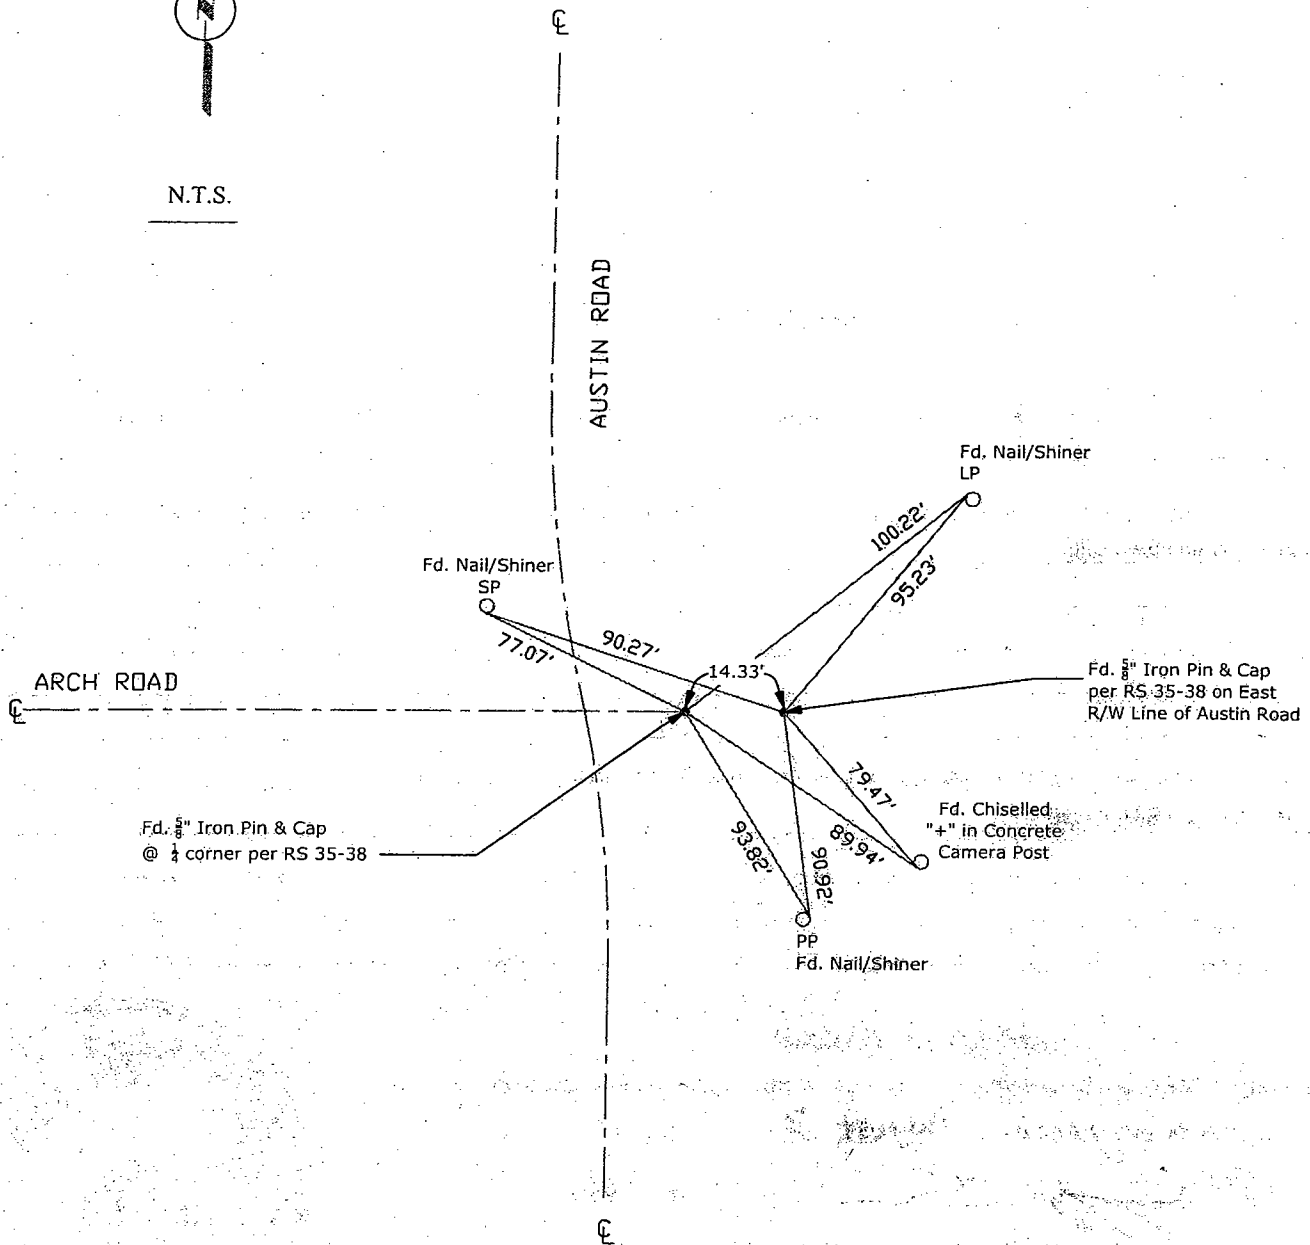 N
N.T.S.
℄
AUSTIN ROAD
Fd. Nail/Shiner
LP
100.22'
95.23'
Fd. Nail/Shiner
SP
77.07'
90.27'
14.33'
ARCH ROAD
℄
Fd. 5/8" Iron Pin & Cap
per RS 35-38 on East
R/W Line of Austin Road
Fd. 5/8" Iron Pin & Cap
@ 1/4 corner per RS 35-38
79.47'
89.94'
93.82'
90.92'
Fd. Chiselled
"+" in Concrete
Camera Post
PP
Fd. Nail/Shiner
℄